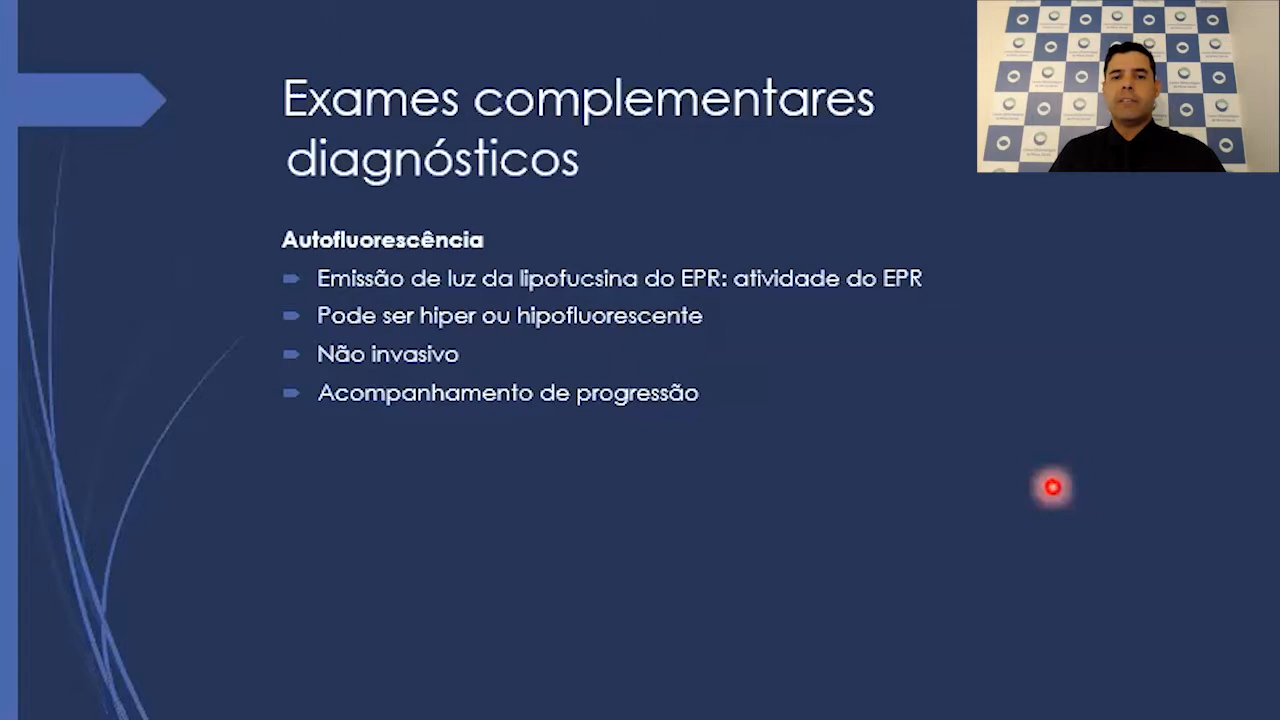 Exames complementares
diagnósticos
Autofluorescência
Emissão de luz da lipofucsina do EPR: atividade do EPR
Pode ser hiper ou hipofluorescente
Não invasivo
Acompanhamento de progressão